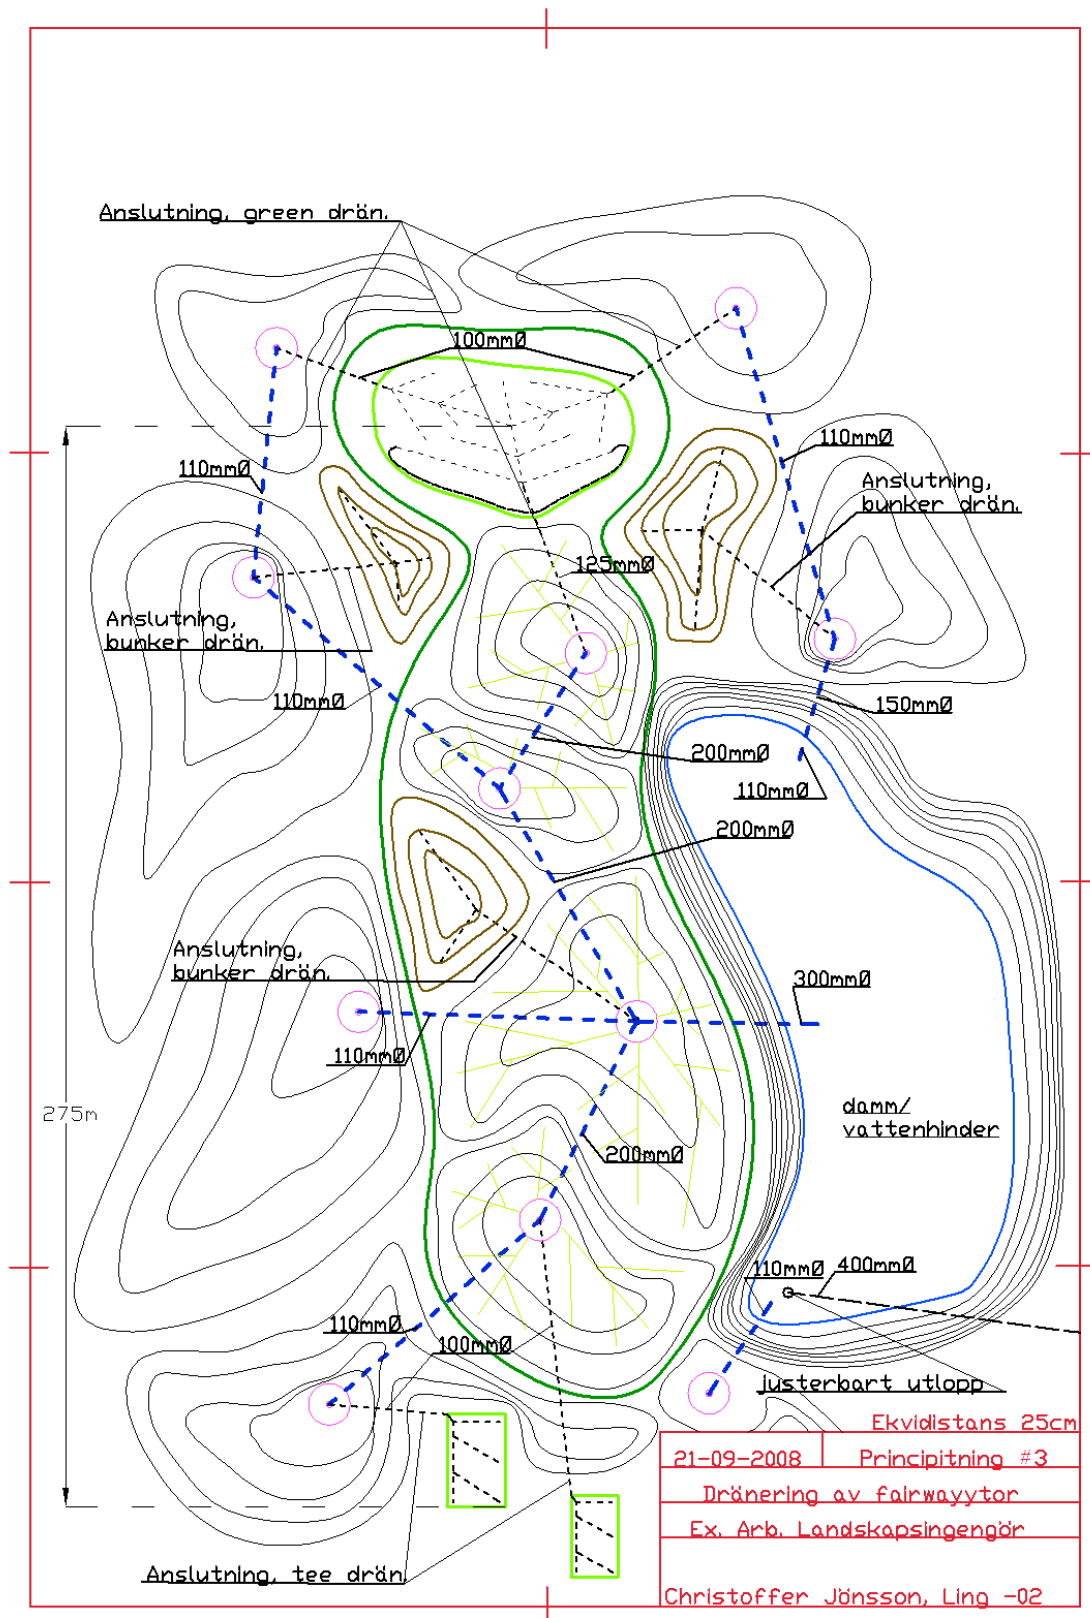 Anslutning, green drän.
100mmØ
110mmØ
110mmØ
Anslutning,
bunker drän.
125mmØ
Anslutning,
bunker drän.
110mmØ
150mmØ
200mmØ
110mmØ
200mmØ
Anslutning,
bunker drän.
300mmØ
110mmØ
275m
damm/
vattenhinder
200mmØ
110mmØ
400mmØ
110mmØ
100mmØ
justerbart utlopp
Anslutning, tee drän.
Ekvidistans 25cm
21-09-2008
Principitning #3
Dränering av fairwayytor
Ex. Arb. Landskapsingengör
Christoffer Jönsson, Ling -02